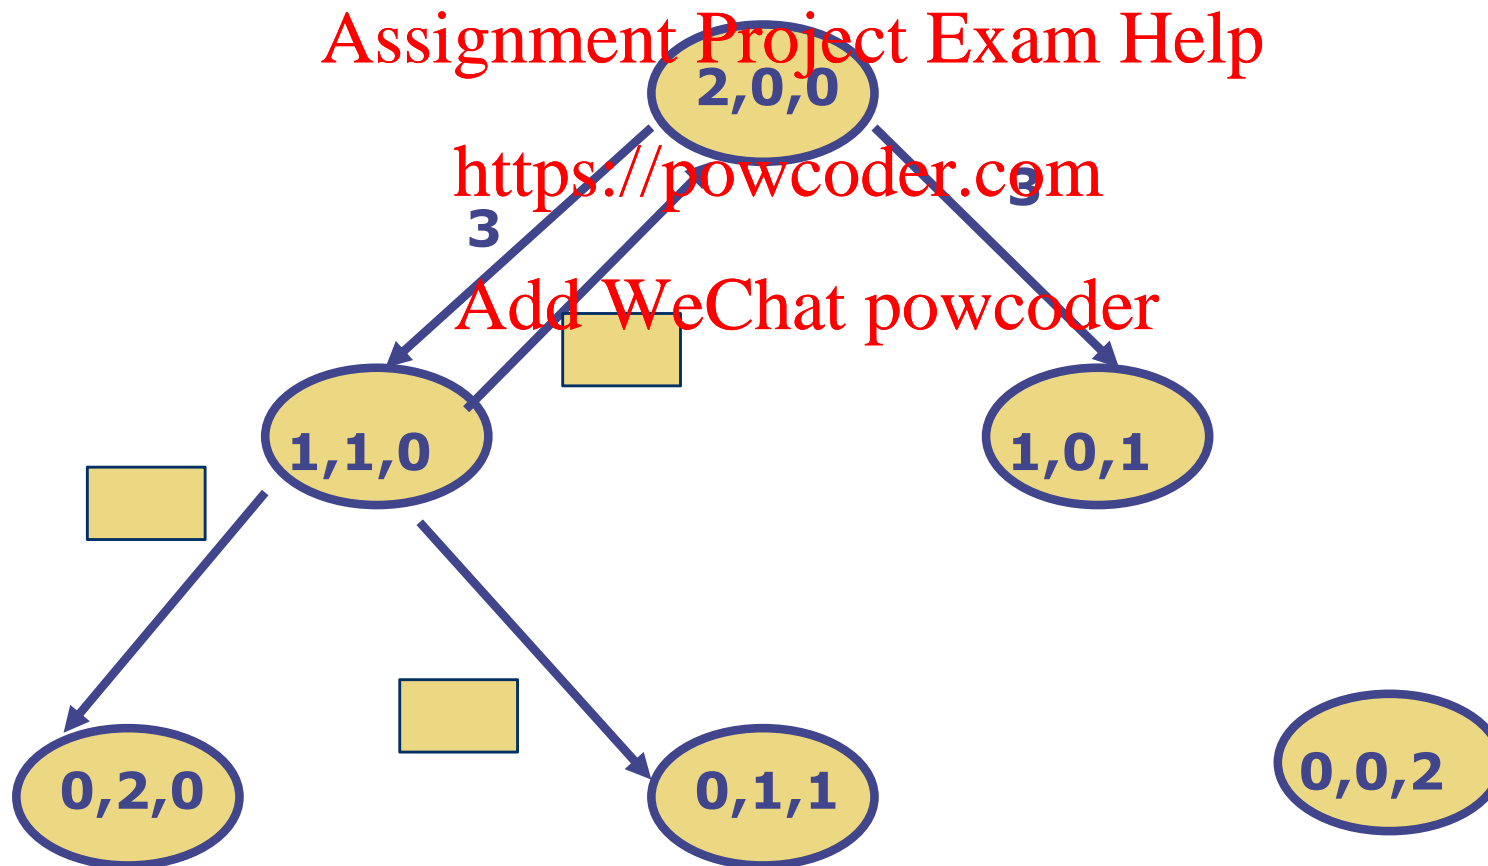 Assignment Project Exam Help
2,0,0
https://powcoder.com
3
3
Add WeChat powcoder
1,1,0
1,0,1
0,2,0
0,1,1
0,0,2